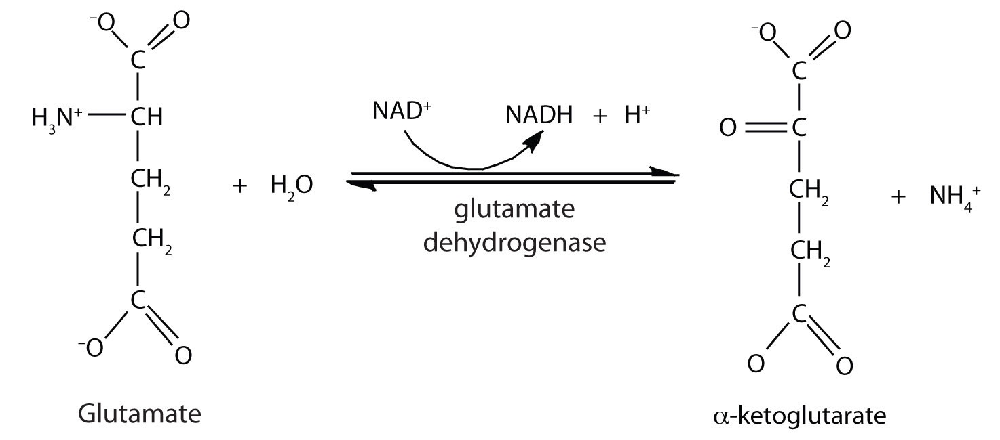 ⁻O O
C
H₃N⁺ CH
CH₂
CH₂
C
⁻O O
Glutamate
+ H₂O
NAD⁺ NADH + H⁺
glutamate
dehydrogenase
⁻O O
C
O C
CH₂
CH₂
C
O O
α-ketoglutarate
+ NH₄⁺